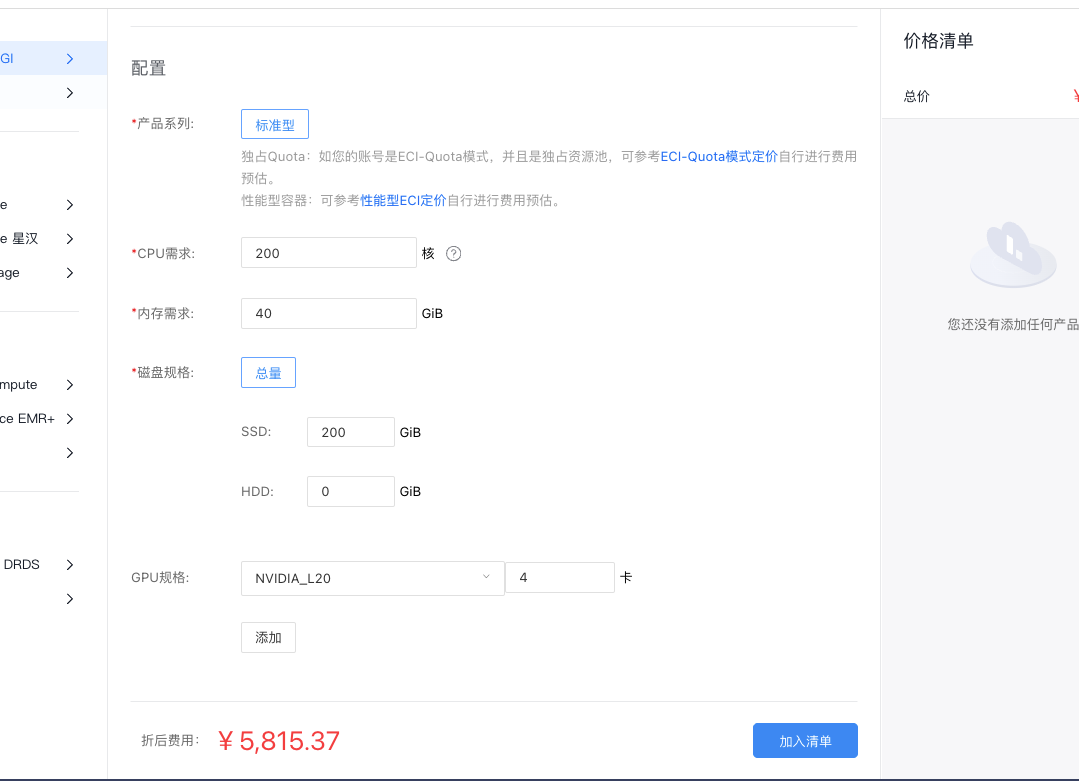 GI
e
e 星汉
age
mpute
ce EMR+
DRDS
配置
*产品系列:
标准型
独占Quota：如您的账号是ECI-Quota模式，并且是独占资源池，可参考ECI-Quota模式定价自行进行费用
预估。
性能型容器：可参考性能型ECI定价自行进行费用预估。
*CPU需求:
200
核
?
*内存需求:
40
GiB
*磁盘规格:
总量
SSD:
200
GiB
HDD:
0
GiB
GPU规格:
NVIDIA_L20
4
卡
添加
折后费用：
¥ 5,815.37
加入清单
价格清单
总价
¥
您还没有添加任何产品